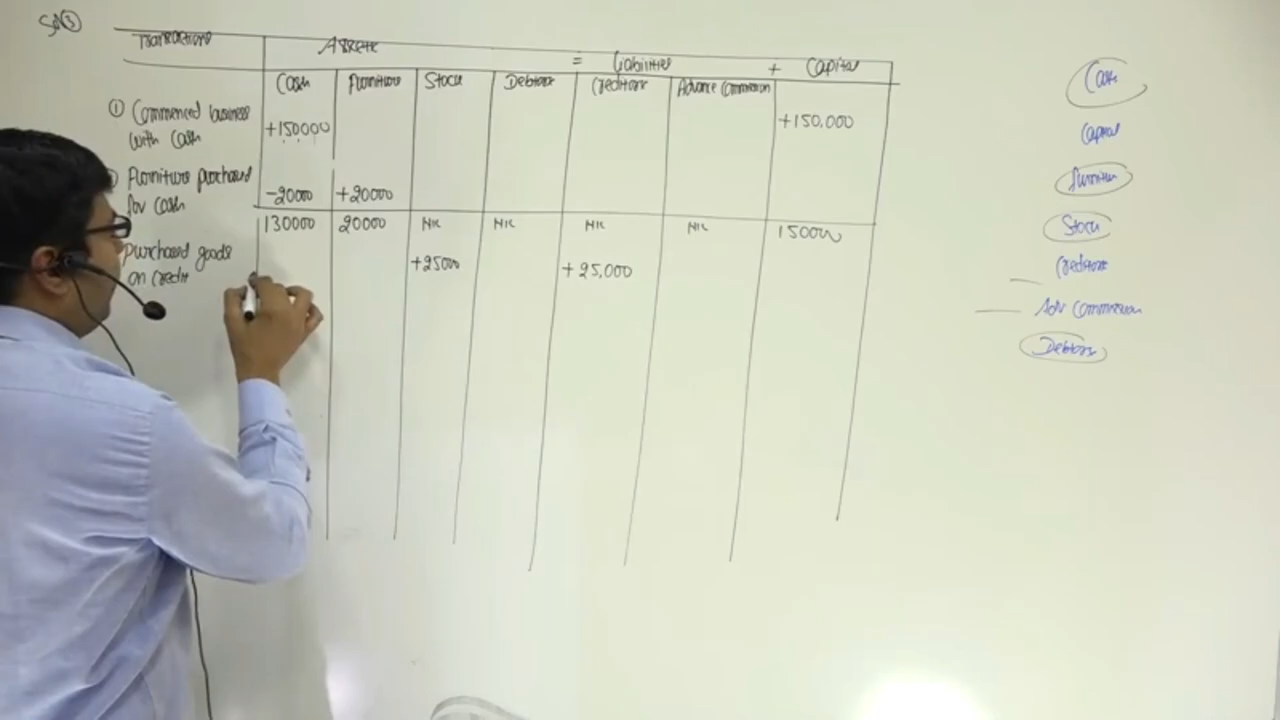 Sol ③
Transactions Assets = Liabilities + Capital
Cash Furniture Stock Debtors Creditors Advance Commission
① Commenced business
with Cash +150000 +150,000
Furniture purchased
for cash -20000 +20000
130000 20000 NIL NIL NIL NIL 150000
purchased goods
on credit +25000 +25,000
Cash
Capital
Furniture
Stock
Creditors
Adv Commission
Debtors